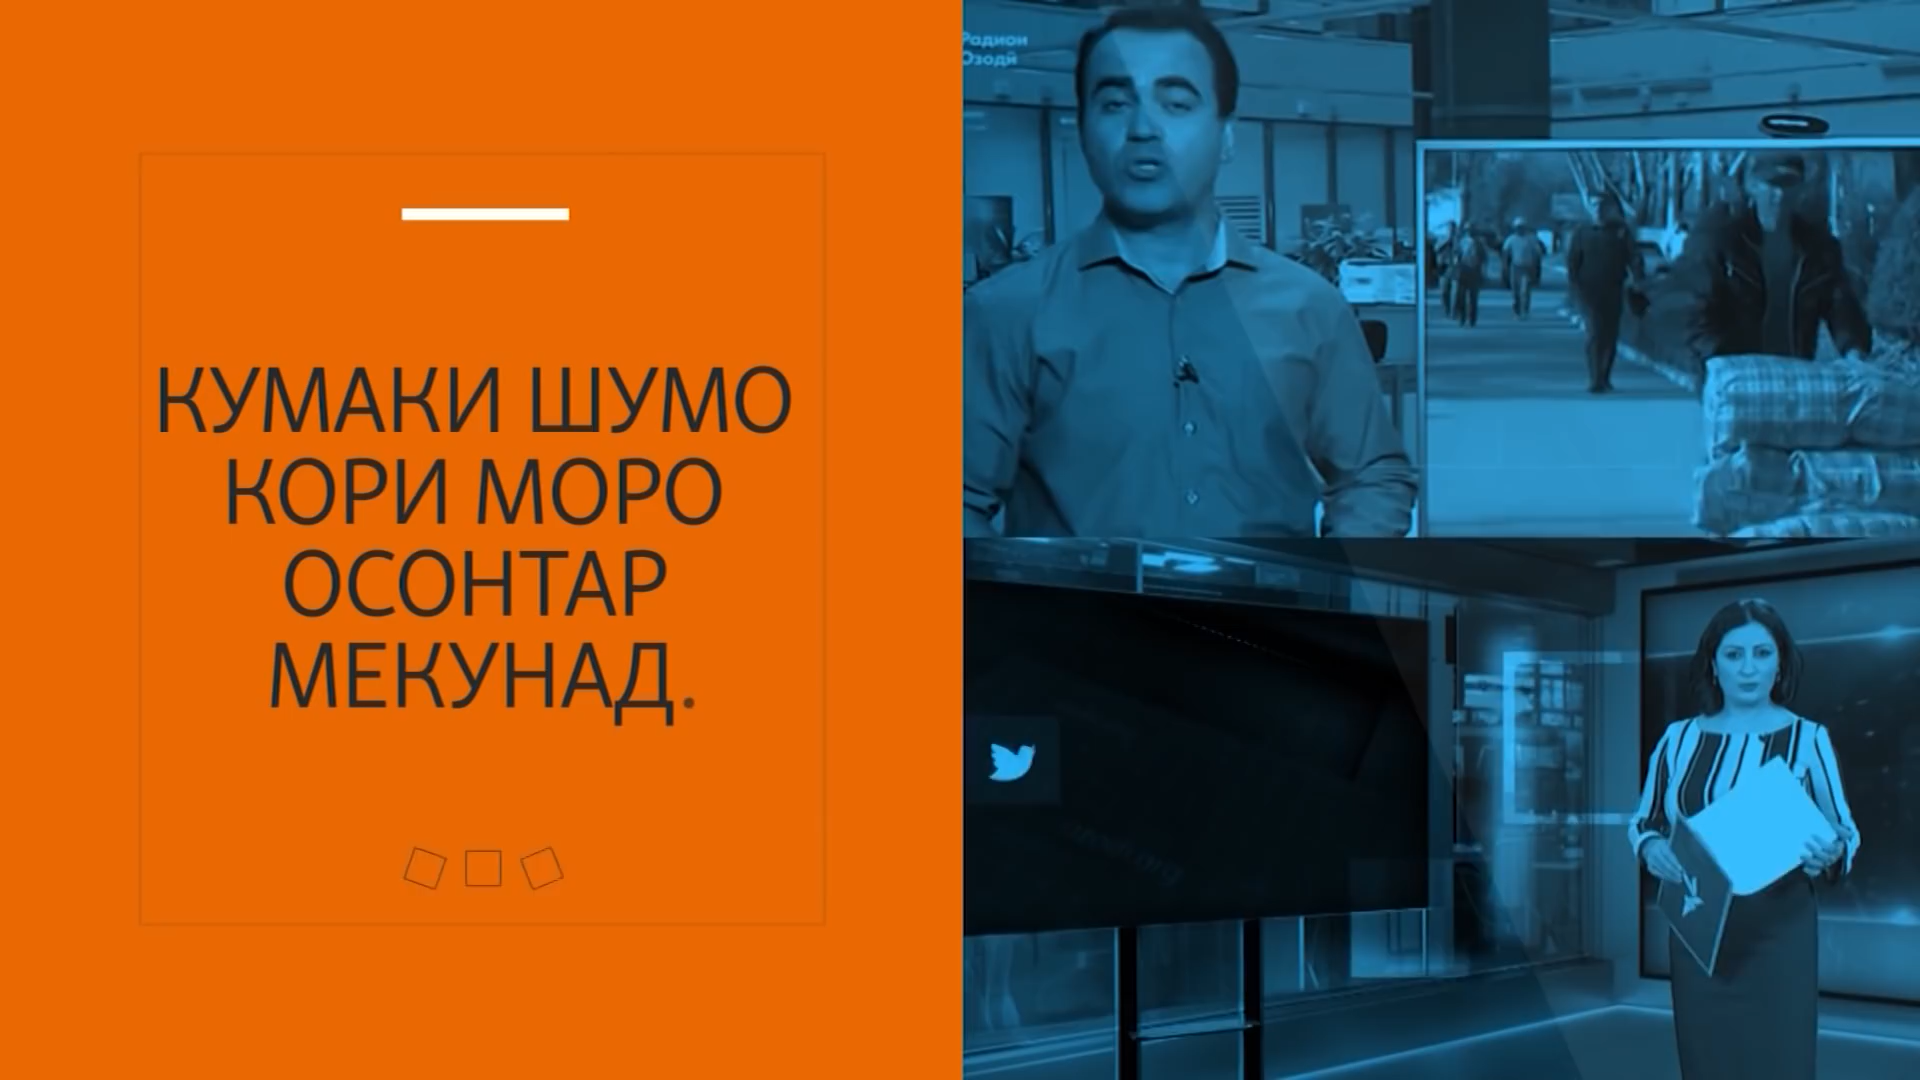 КУМАКИ ШУМО
КОРИ МОРО
ОСОНТАР
МЕКУНАД.
Радиои
Озодӣ